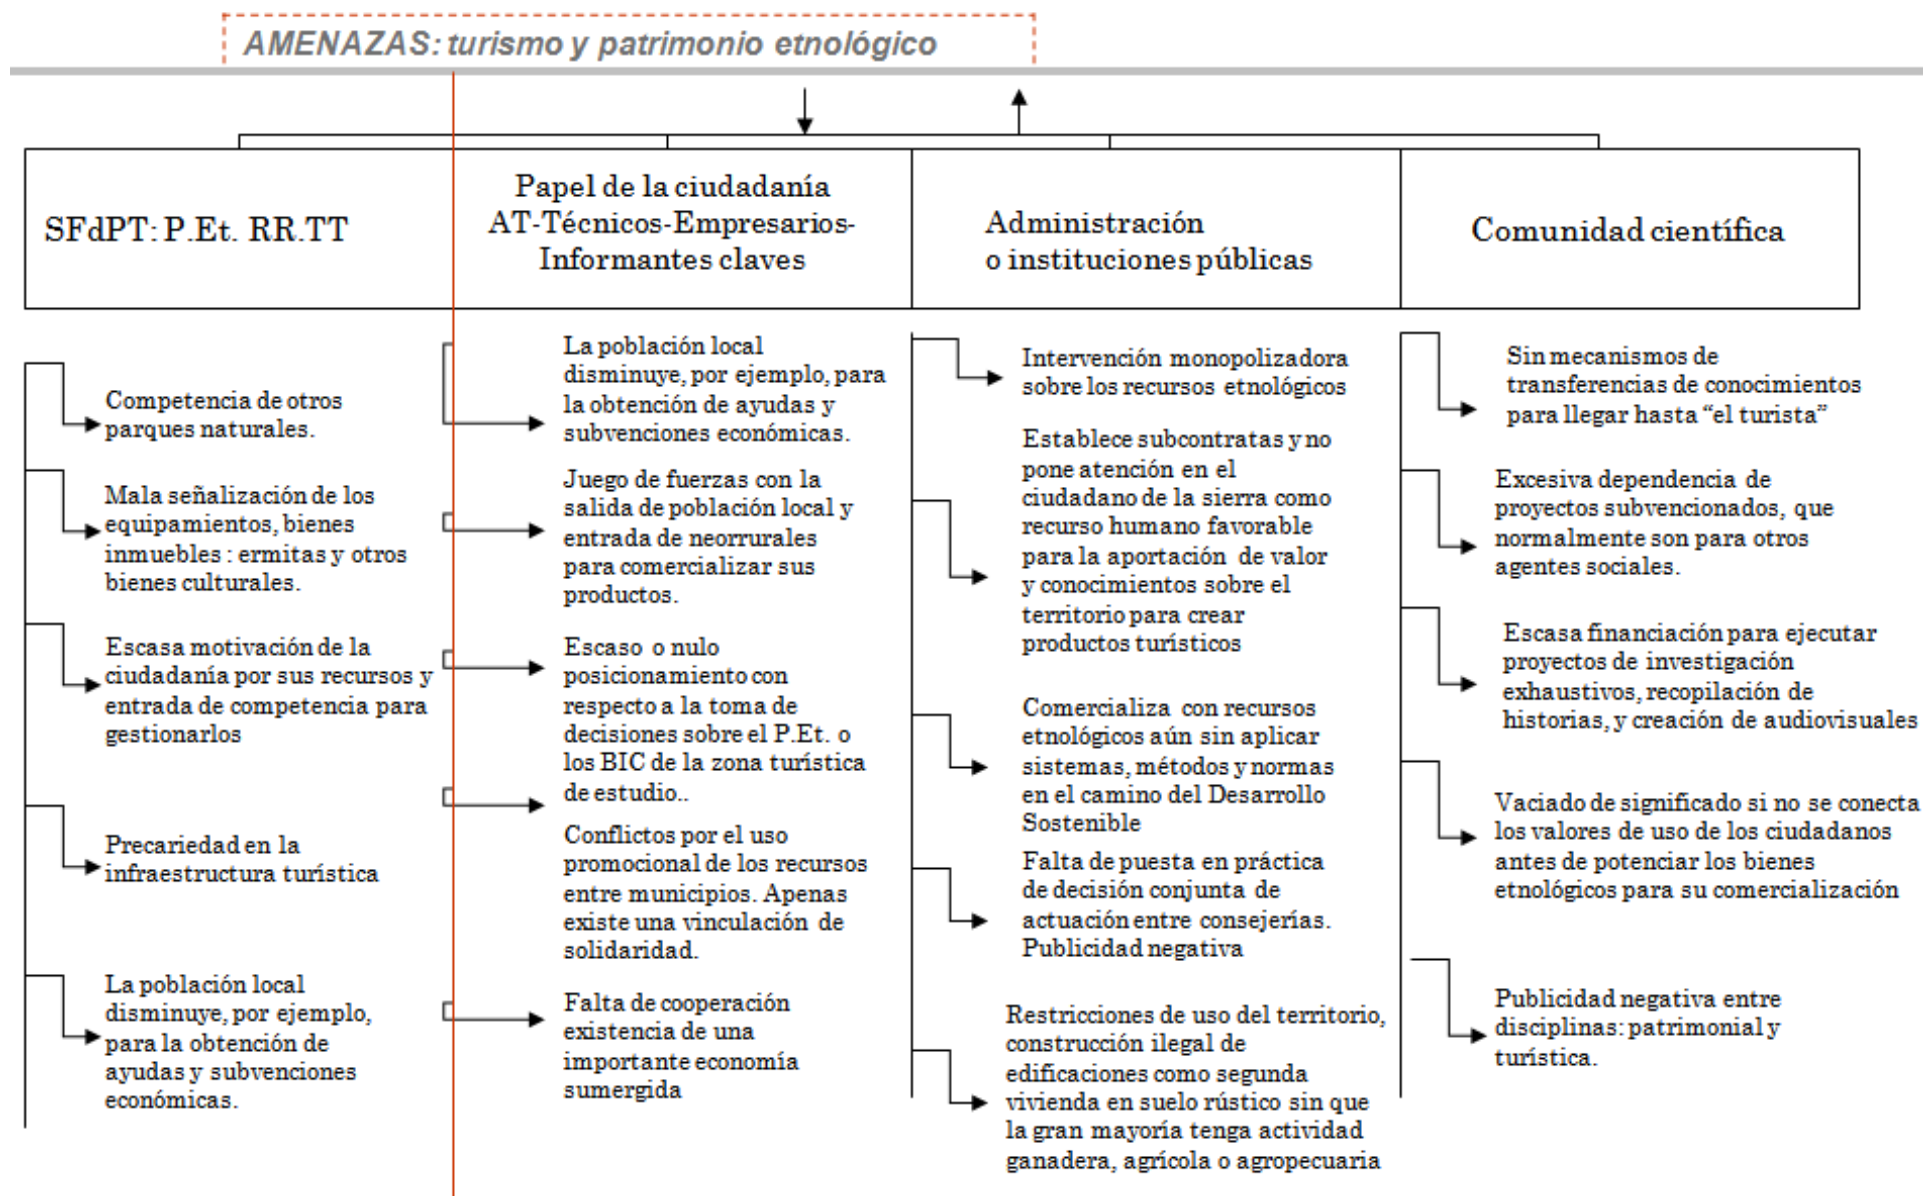 AMENAZAS: turismo y patrimonio etnológico
SFdPT: P.Et. RR.TT
Papel de la ciudadanía
AT-Técnicos-Empresarios-
Informantes claves
Administración
o instituciones públicas
Comunidad científica
Competencia de otros
parques naturales.
Mala señalización de los
equipamientos, bienes
inmuebles : ermitas y otros
bienes culturales.
Escasa motivación de la
ciudadanía por sus recursos y
entrada de competencia para
gestionarlos
Precariedad en la
infraestructura turística
La población local
disminuye, por ejemplo,
para la obtención de
ayudas y subvenciones
económicas.
La población local
disminuye, por ejemplo, para
la obtención de ayudas y
subvenciones económicas.
Juego de fuerzas con la
salida de población local y
entrada de neorrurales
para comercializar sus
productos.
Escaso o nulo
posicionamiento con
respecto a la toma de
decisiones sobre el P.Et. o
los BIC de la zona turística
de estudio..
Conflictos por el uso
promocional de los recursos
entre municipios. Apenas
existe una vinculación de
solidaridad.
Falta de cooperación
existencia de una
importante economía
sumergida
Intervención monopolizadora
sobre los recursos etnológicos
Establece subcontratas y no
pone atención en el
ciudadano de la sierra como
recurso humano favorable
para la aportación de valor
y conocimientos sobre el
territorio para crear
productos turísticos
Comercializa con recursos
etnológicos aún sin aplicar
sistemas, métodos y normas
en el camino del Desarrollo
Sostenible
Falta de puesta en práctica
de decisión conjunta de
actuación entre consejerías.
Publicidad negativa
Restricciones de uso del territorio,
construcción ilegal de
edificaciones como segunda
vivienda en suelo rústico sin que
la gran mayoría tenga actividad
ganadera, agrícola o agropecuaria
Sin mecanismos de
transferencias de conocimientos
para llegar hasta “el turista”
Excesiva dependencia de
proyectos subvencionados, que
normalmente son para otros
agentes sociales.
Escasa financiación para ejecutar
proyectos de investigación
exhaustivos, recopilación de
historias, y creación de audiovisuales
Vaciado de significado si no se conecta
los valores de uso de los ciudadanos
antes de potenciar los bienes
etnológicos para su comercialización
Publicidad negativa entre
disciplinas: patrimonial y
turística.